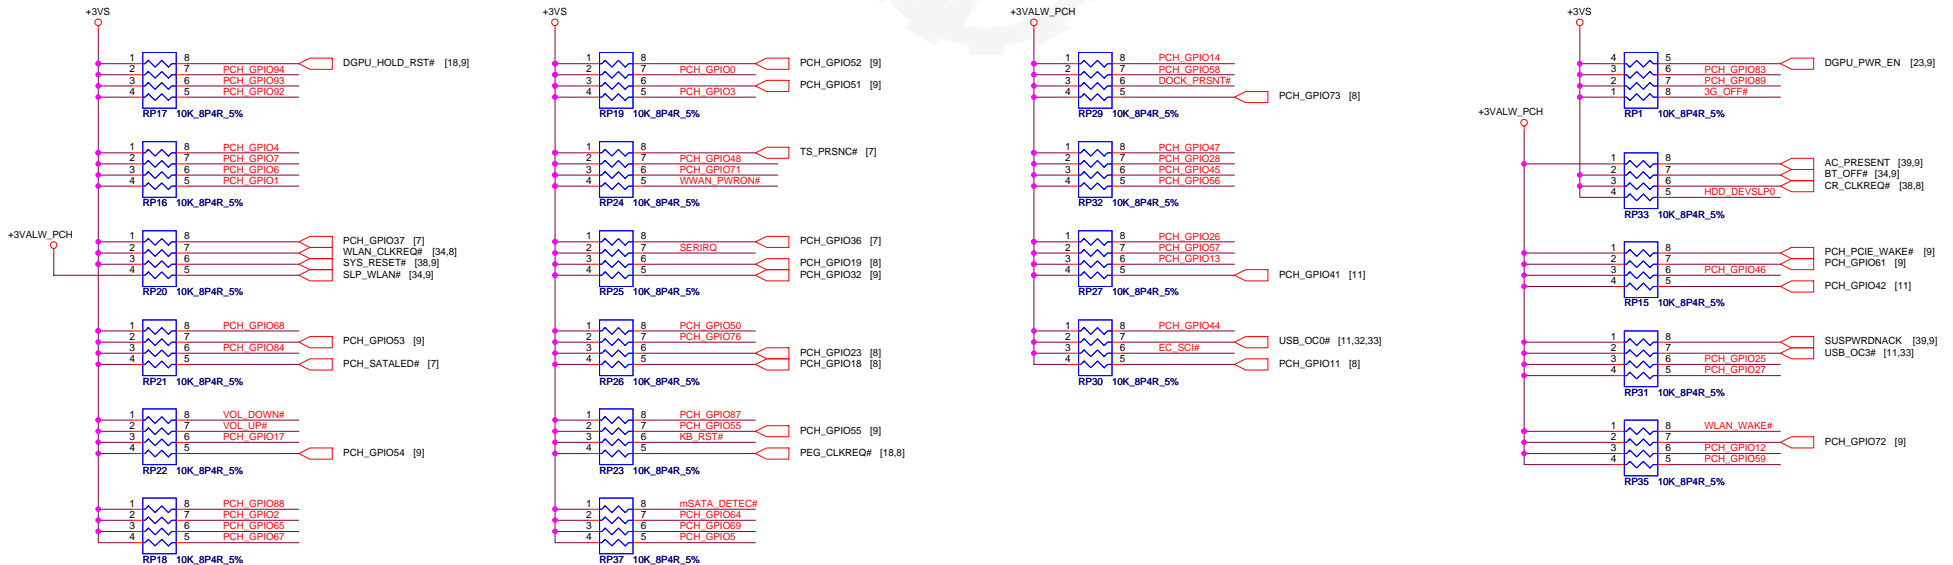 +3VS
1 8 DGPU_HOLD_RST# [18,9]
2 7 PCH_GPIO94
3 6 PCH_GPIO93
4 5 PCH_GPIO92
RP17 10K_8P4R_5%
1 8 PCH_GPIO4
2 7 PCH_GPIO7
3 6 PCH_GPIO6
4 5 PCH_GPIO1
RP16 10K_8P4R_5%
+3VALW_PCH
1 8 PCH_GPIO37 [7]
2 7 WLAN_CLKREQ# [34,8]
3 6 SYS_RESET# [38,9]
4 5 SLP_WLAN# [34,9]
RP20 10K_8P4R_5%
1 8 PCH_GPIO68
2 7 PCH_GPIO53 [9]
3 6 PCH_GPIO84
4 5 PCH_SATALED# [7]
RP21 10K_8P4R_5%
1 8 VOL_DOWN#
2 7 VOL_UP#
3 6 PCH_GPIO17
4 5 PCH_GPIO54 [9]
RP22 10K_8P4R_5%
1 8 PCH_GPIO88
2 7 PCH_GPIO2
3 6 PCH_GPIO65
4 5 PCH_GPIO67
RP18 10K_8P4R_5%
+3VS
1 8 PCH_GPIO52 [9]
2 7 PCH_GPIO0
3 6 PCH_GPIO51 [9]
4 5 PCH_GPIO3
RP19 10K_8P4R_5%
1 8 TS_PRSNC# [7]
2 7 PCH_GPIO48
3 6 PCH_GPIO71
4 5 WWAN_PWRON#
RP24 10K_8P4R_5%
1 8 PCH_GPIO36 [7]
2 7 SERIRQ
3 6 PCH_GPIO19 [8]
4 5 PCH_GPIO32 [9]
RP25 10K_8P4R_5%
1 8 PCH_GPIO50
2 7 PCH_GPIO76
3 6 PCH_GPIO23 [8]
4 5 PCH_GPIO18 [8]
RP26 10K_8P4R_5%
1 8 PCH_GPIO87
2 7 PCH_GPIO55 PCH_GPIO55 [9]
3 6 KB_RST#
4 5 PEG_CLKREQ# [18,8]
RP23 10K_8P4R_5%
1 8 mSATA_DETEC#
2 7 PCH_GPIO64
3 6 PCH_GPIO69
4 5 PCH_GPIO5
RP37 10K_8P4R_5%
+3VALW_PCH
1 8 PCH_GPIO14
2 7 PCH_GPIO58
3 6 DOCK_PRSNT#
4 5 PCH_GPIO73 [8]
RP29 10K_8P4R_5%
1 8 PCH_GPIO47
2 7 PCH_GPIO28
3 6 PCH_GPIO45
4 5 PCH_GPIO56
RP32 10K_8P4R_5%
1 8 PCH_GPIO26
2 7 PCH_GPIO57
3 6 PCH_GPIO13
4 5 PCH_GPIO41 [11]
RP27 10K_8P4R_5%
1 8 PCH_GPIO44
2 7 USB_OC0# [11,32,33]
3 6 EC_SCI#
4 5 PCH_GPIO11 [8]
RP30 10K_8P4R_5%
+3VS
4 5 DGPU_PWR_EN [23,9]
3 6 PCH_GPIO83
2 7 PCH_GPIO89
1 8 3G_OFF#
RP1 10K_8P4R_5%
+3VALW_PCH
1 8 AC_PRESENT [39,9]
2 7 BT_OFF# [34,9]
3 6 CR_CLKREQ# [38,8]
4 5 HDD_DEVSLP0
RP33 10K_8P4R_5%
1 8 PCH_PCIE_WAKE# [9]
2 7 PCH_GPIO61 [9]
3 6 PCH_GPIO46
4 5 PCH_GPIO42 [11]
RP15 10K_8P4R_5%
1 8 SUSPWRDNACK [39,9]
2 7 USB_OC3# [11,33]
3 6 PCH_GPIO25
4 5 PCH_GPIO27
RP31 10K_8P4R_5%
1 8 WLAN_WAKE#
2 7 PCH_GPIO72 [9]
3 6 PCH_GPIO12
4 5 PCH_GPIO59
RP35 10K_8P4R_5%